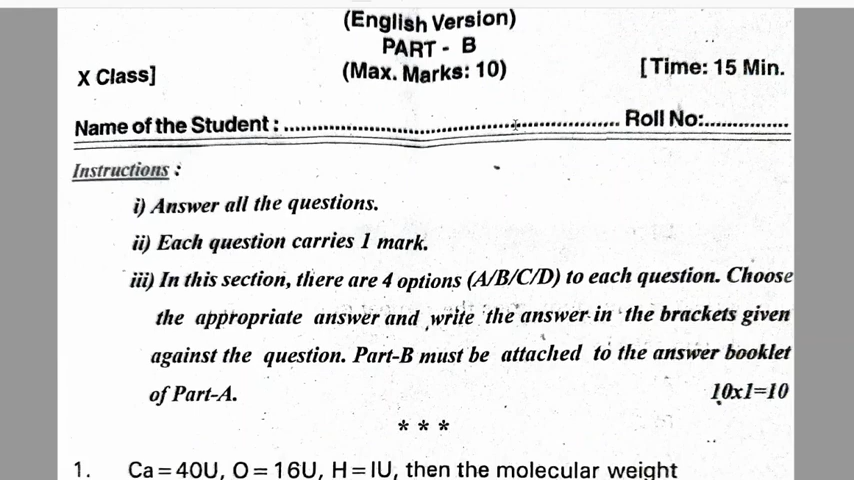 (English Version)
PART - B
X Class] (Max. Marks: 10) [Time: 15 Min.
Name of the Student : ........................................................... Roll No:...............
Instructions :
i) Answer all the questions.
ii) Each question carries 1 mark.
iii) In this section, there are 4 options (A/B/C/D) to each question. Choose
the appropriate answer and write the answer in the brackets given
against the question. Part-B must be attached to the answer booklet
of Part-A. 10x1=10
* * *
1. Ca = 40U, O = 16U, H = IU, then the molecular weight